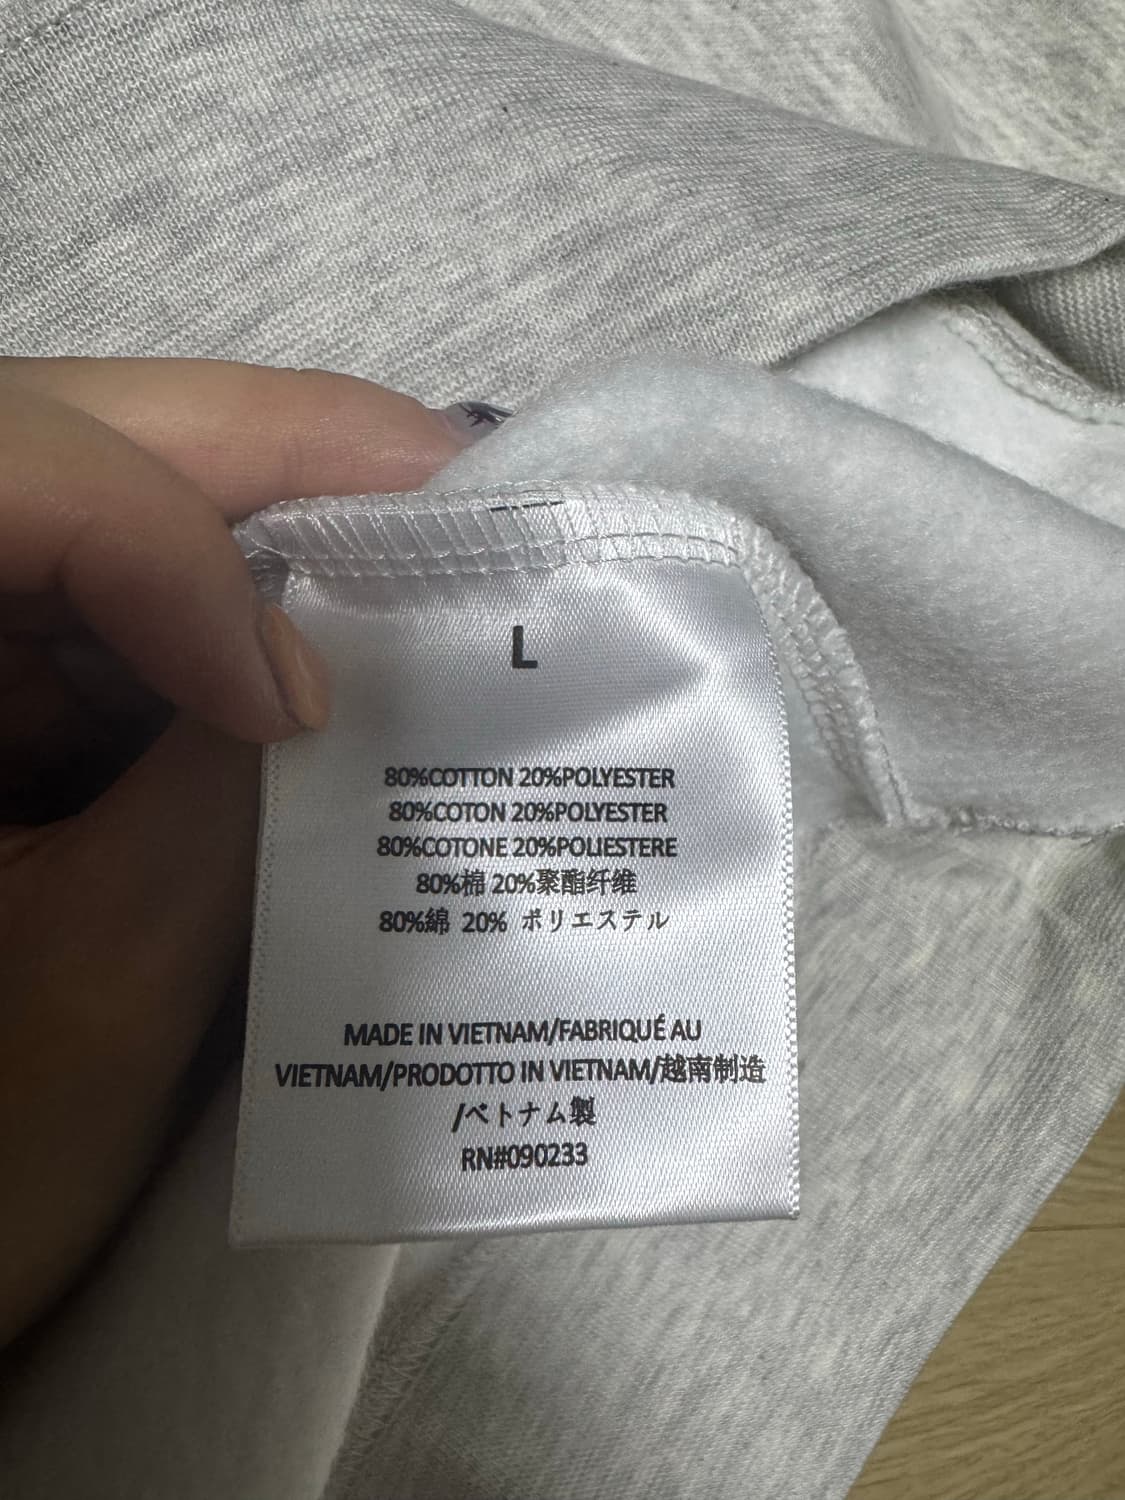 L
80%COTTON 20%POLYESTER
80%COTON 20%POLYESTER
80%COTONE 20%POLIESTERE
80%棉 20%聚酯纤维
80%綿 20% ポリエステル
MADE IN VIETNAM/FABRIQUÉ AU
VIETNAM/PRODOTTO IN VIETNAM/越南制造
/ベトナム製
RN#090233